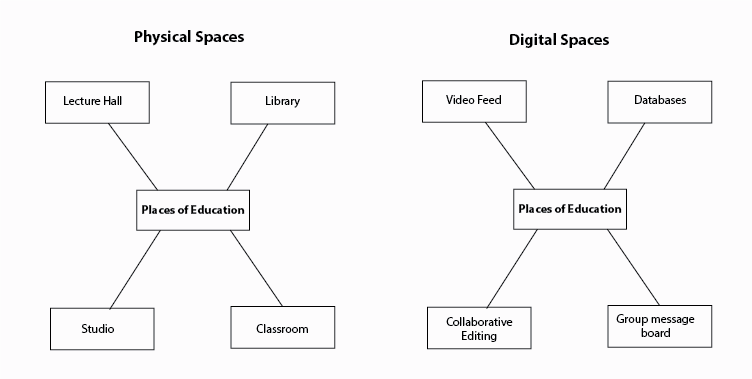 Physical Spaces
Lecture Hall
Library
Places of Education
Studio
Classroom
Digital Spaces
Video Feed
Databases
Places of Education
Collaborative
Editing
Group message
board